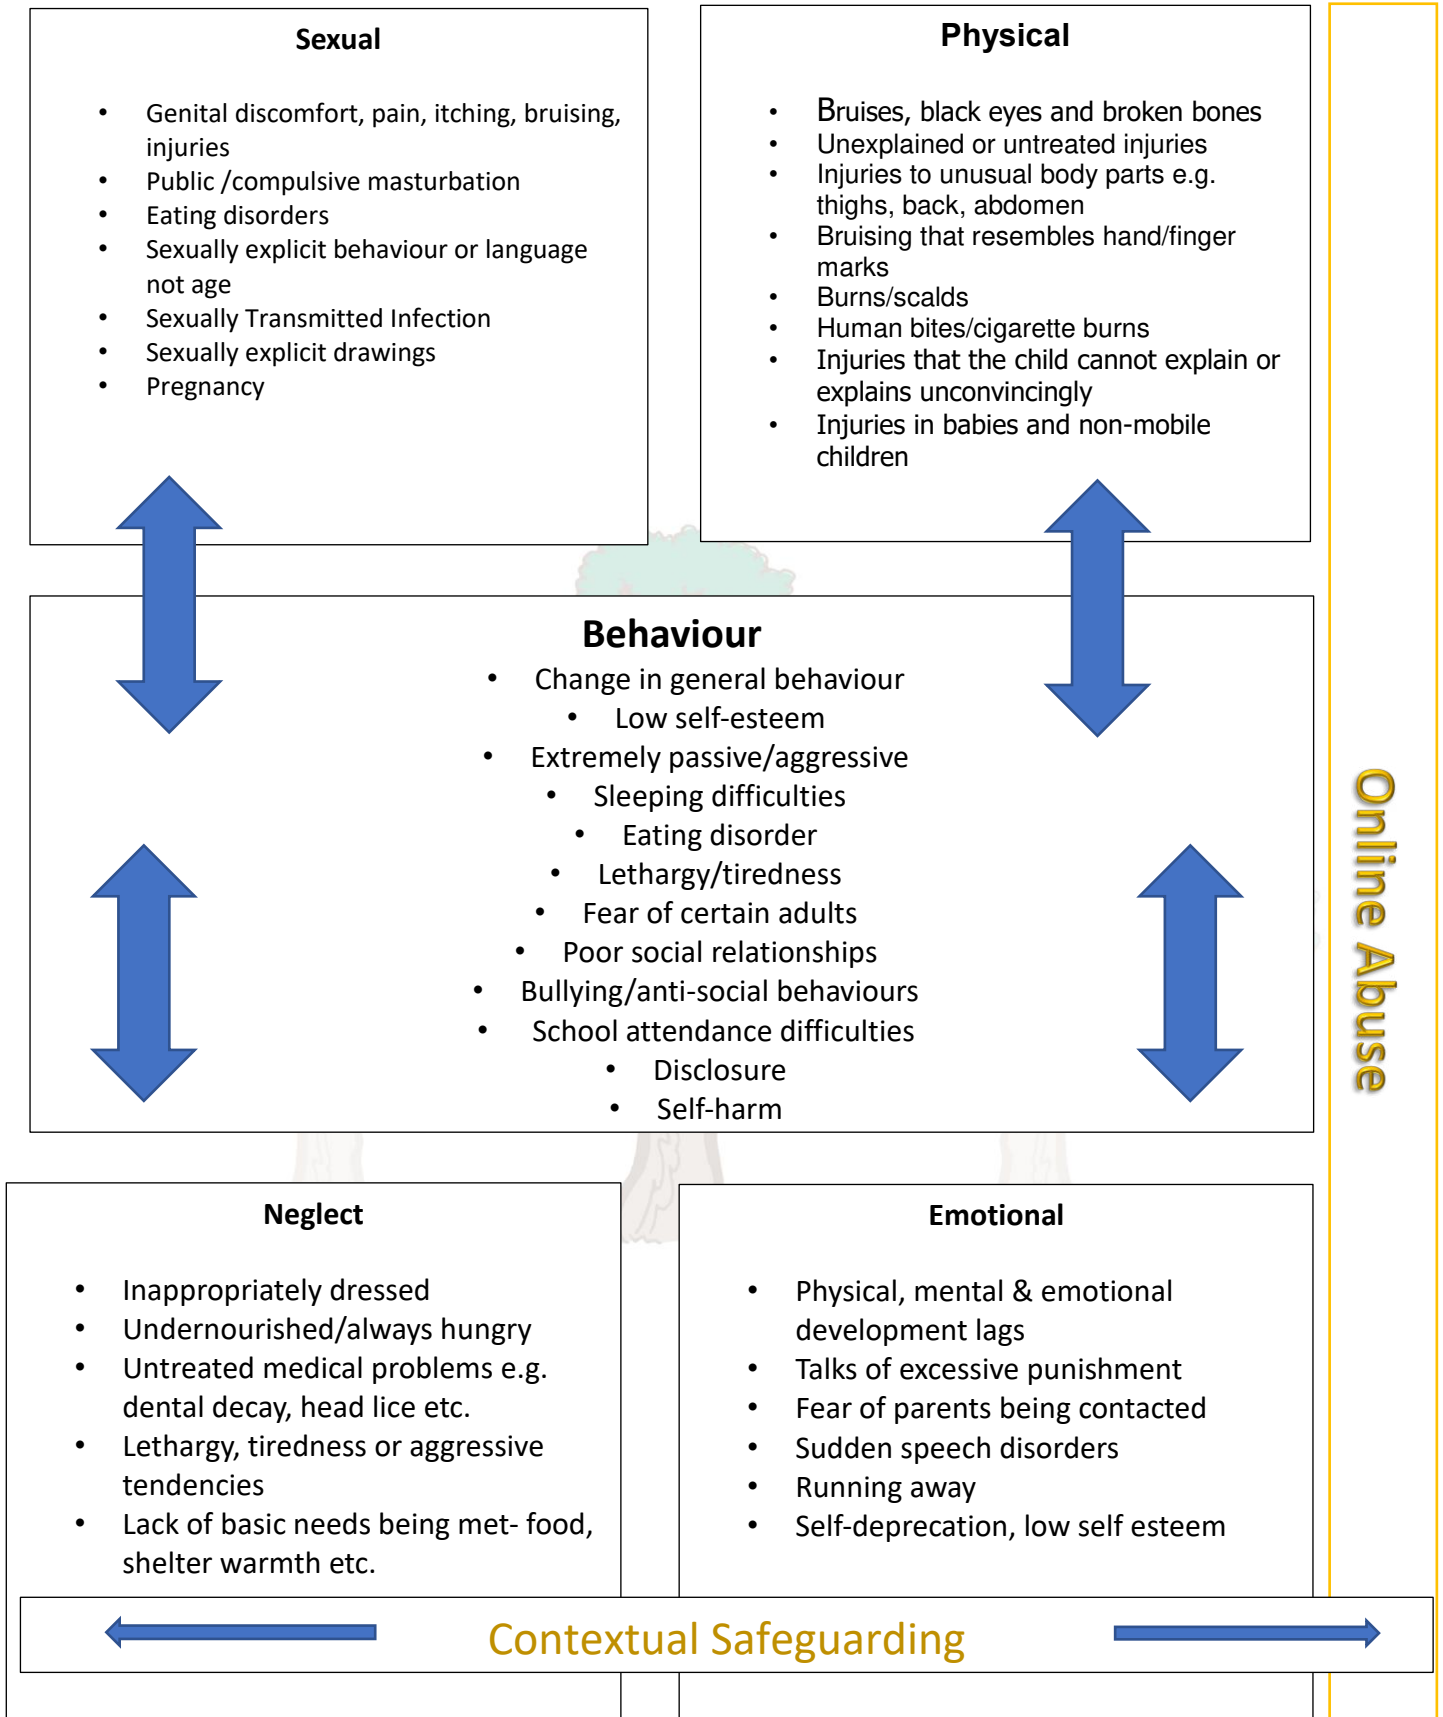 Sexual
• Genital discomfort, pain, itching, bruising,
injuries
• Public /compulsive masturbation
• Eating disorders
• Sexually explicit behaviour or language
not age
• Sexually Transmitted Infection
• Sexually explicit drawings
• Pregnancy
Physical
• Bruises, black eyes and broken bones
• Unexplained or untreated injuries
• Injuries to unusual body parts e.g.
thighs, back, abdomen
• Bruising that resembles hand/finger
marks
• Burns/scalds
• Human bites/cigarette burns
• Injuries that the child cannot explain or
explains unconvincingly
• Injuries in babies and non-mobile
children
Behaviour
• Change in general behaviour
• Low self-esteem
• Extremely passive/aggressive
• Sleeping difficulties
• Eating disorder
• Lethargy/tiredness
• Fear of certain adults
• Poor social relationships
• Bullying/anti-social behaviours
• School attendance difficulties
• Disclosure
• Self-harm
Online Abuse
Neglect
• Inappropriately dressed
• Undernourished/always hungry
• Untreated medical problems e.g.
dental decay, head lice etc.
• Lethargy, tiredness or aggressive
tendencies
• Lack of basic needs being met- food,
shelter warmth etc.
Emotional
• Physical, mental & emotional
development lags
• Talks of excessive punishment
• Fear of parents being contacted
• Sudden speech disorders
• Running away
• Self-deprecation, low self esteem
Contextual Safeguarding